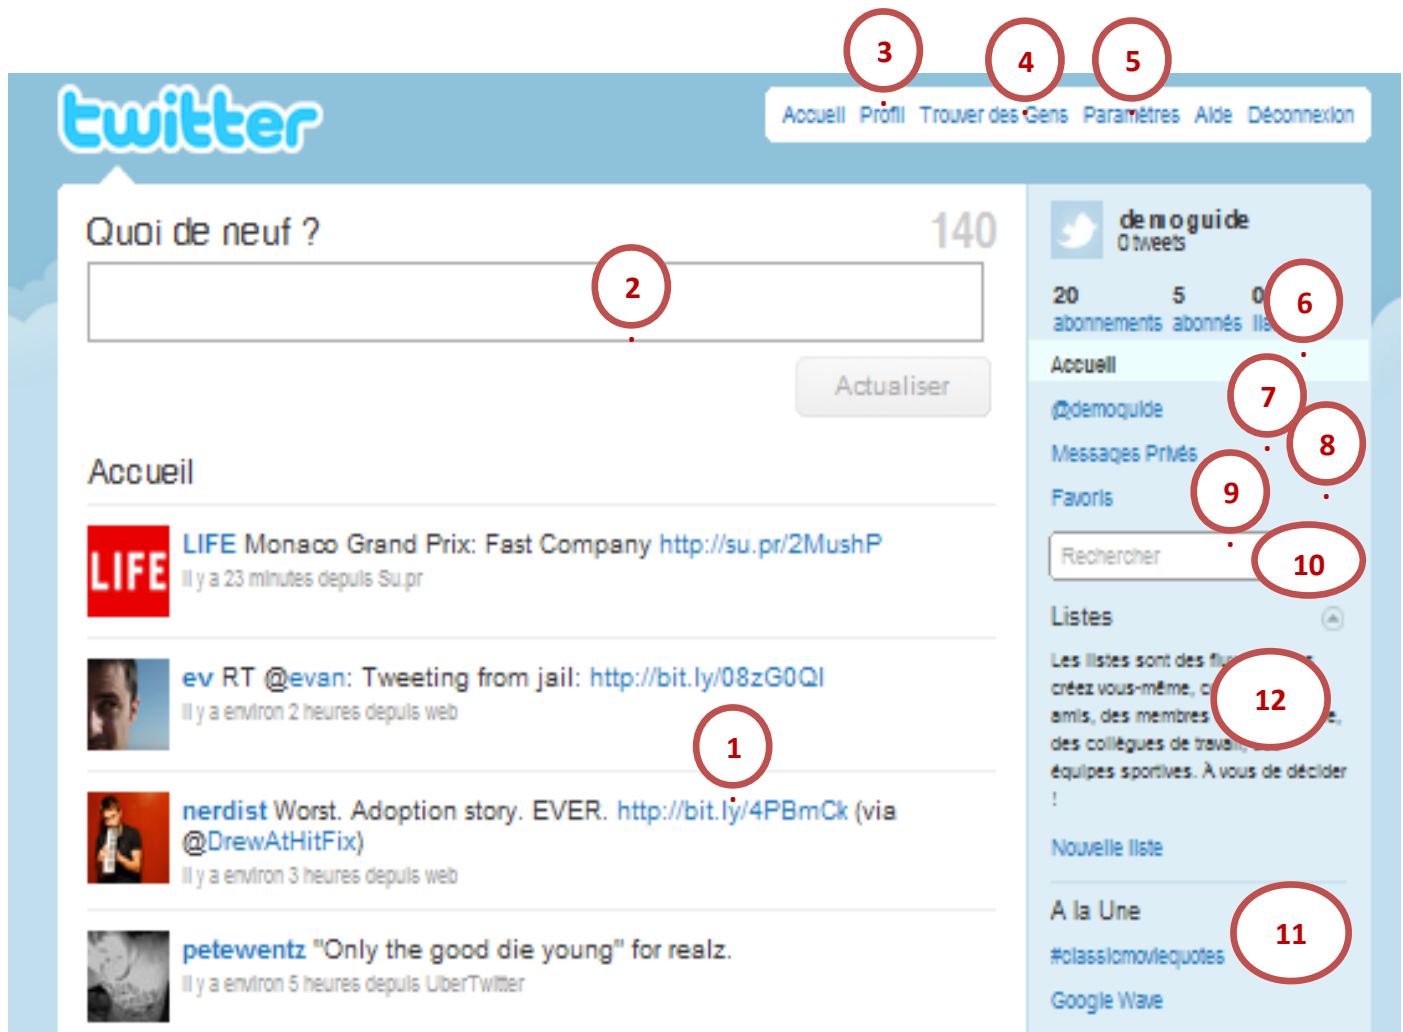 3
4
5
twitter
Accueil Profil Trouver des Gens Paramètres Aide Déconnexion
Quoi de neuf ?
140
2
Actualiser
Accueil
LIFE
LIFE Monaco Grand Prix: Fast Company http://su.pr/2MushP
Il y a 23 minutes depuis Su.pr
ev RT @evan: Tweeting from jail: http://bit.ly/08zG0QI
Il y a environ 2 heures depuis web
1
nerdist Worst. Adoption story. EVER. http://bit.ly/4PBmCk (via
@DrewAtHitFix)
Il y a environ 3 heures depuis web
petewentz "Only the good die young" for realz.
Il y a environ 5 heures depuis UberTwitter
demoguide
0 tweets
20 5 0
abonnements abonnés
6
Accueil
7
@demoguide
8
Messages Privés
9
Favoris
Rechercher
10
Listes
Les listes sont des
créez vous-même,
12
amis, des membres
des collègues de travail,
équipes sportives. À vous de décider
!
Nouvelle liste
A la Une
11
#classicmoviequotes
Google Wave